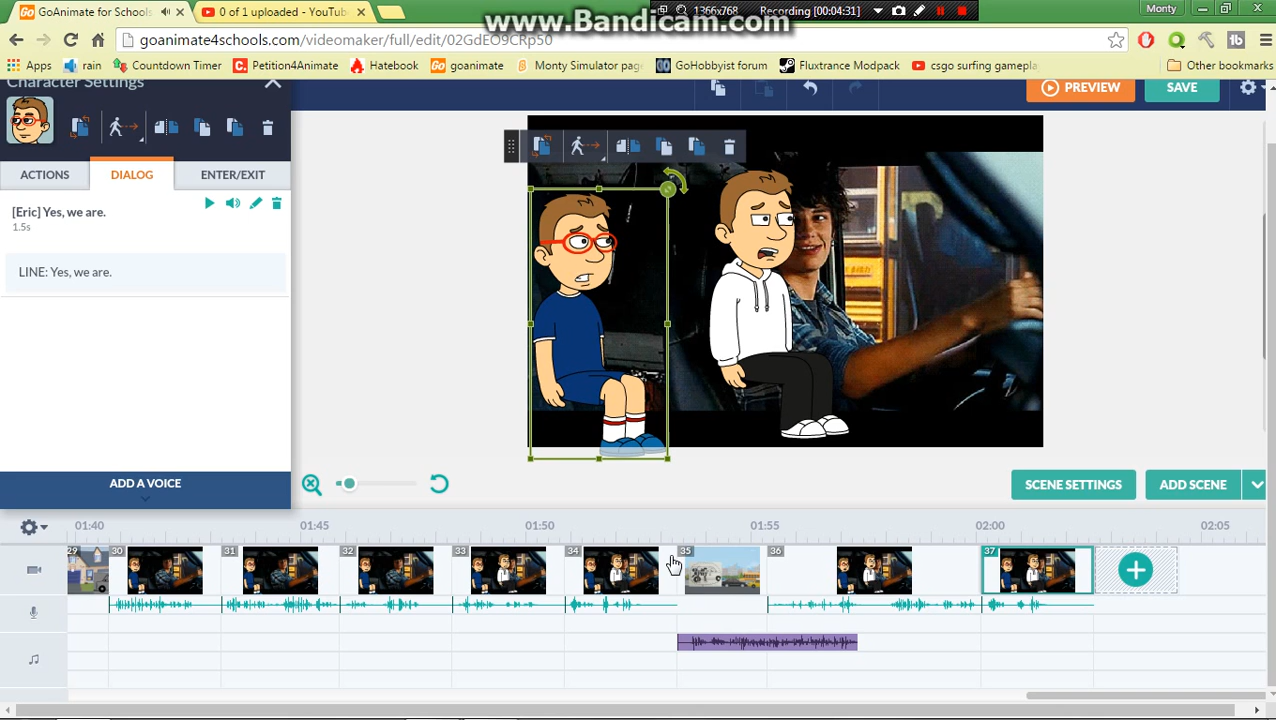 GoAnimate for Schools
0 of 1 uploaded - YouTube
www.Bandicam.com
1366x768
Recording [00:04:31]
Monty
goanimate4schools.com/videomaker/full/edit/02GdEO9CRp50
Apps
rain
Countdown Timer
Petition4Animate
Hatebook
goanimate
Monty Simulator page
GoHobbyist forum
Fluxtrance Modpack
csgo surfing gamepla
Other bookmarks
Character Settings
PREVIEW
SAVE
ACTIONS
DIALOG
ENTER/EXIT
[Eric] Yes, we are.
1.5s
LINE: Yes, we are.
ADD A VOICE
SCENE SETTINGS
ADD SCENE
01:40
01:45
01:50
01:55
02:00
02:05
29
30
31
32
33
34
35
36
37